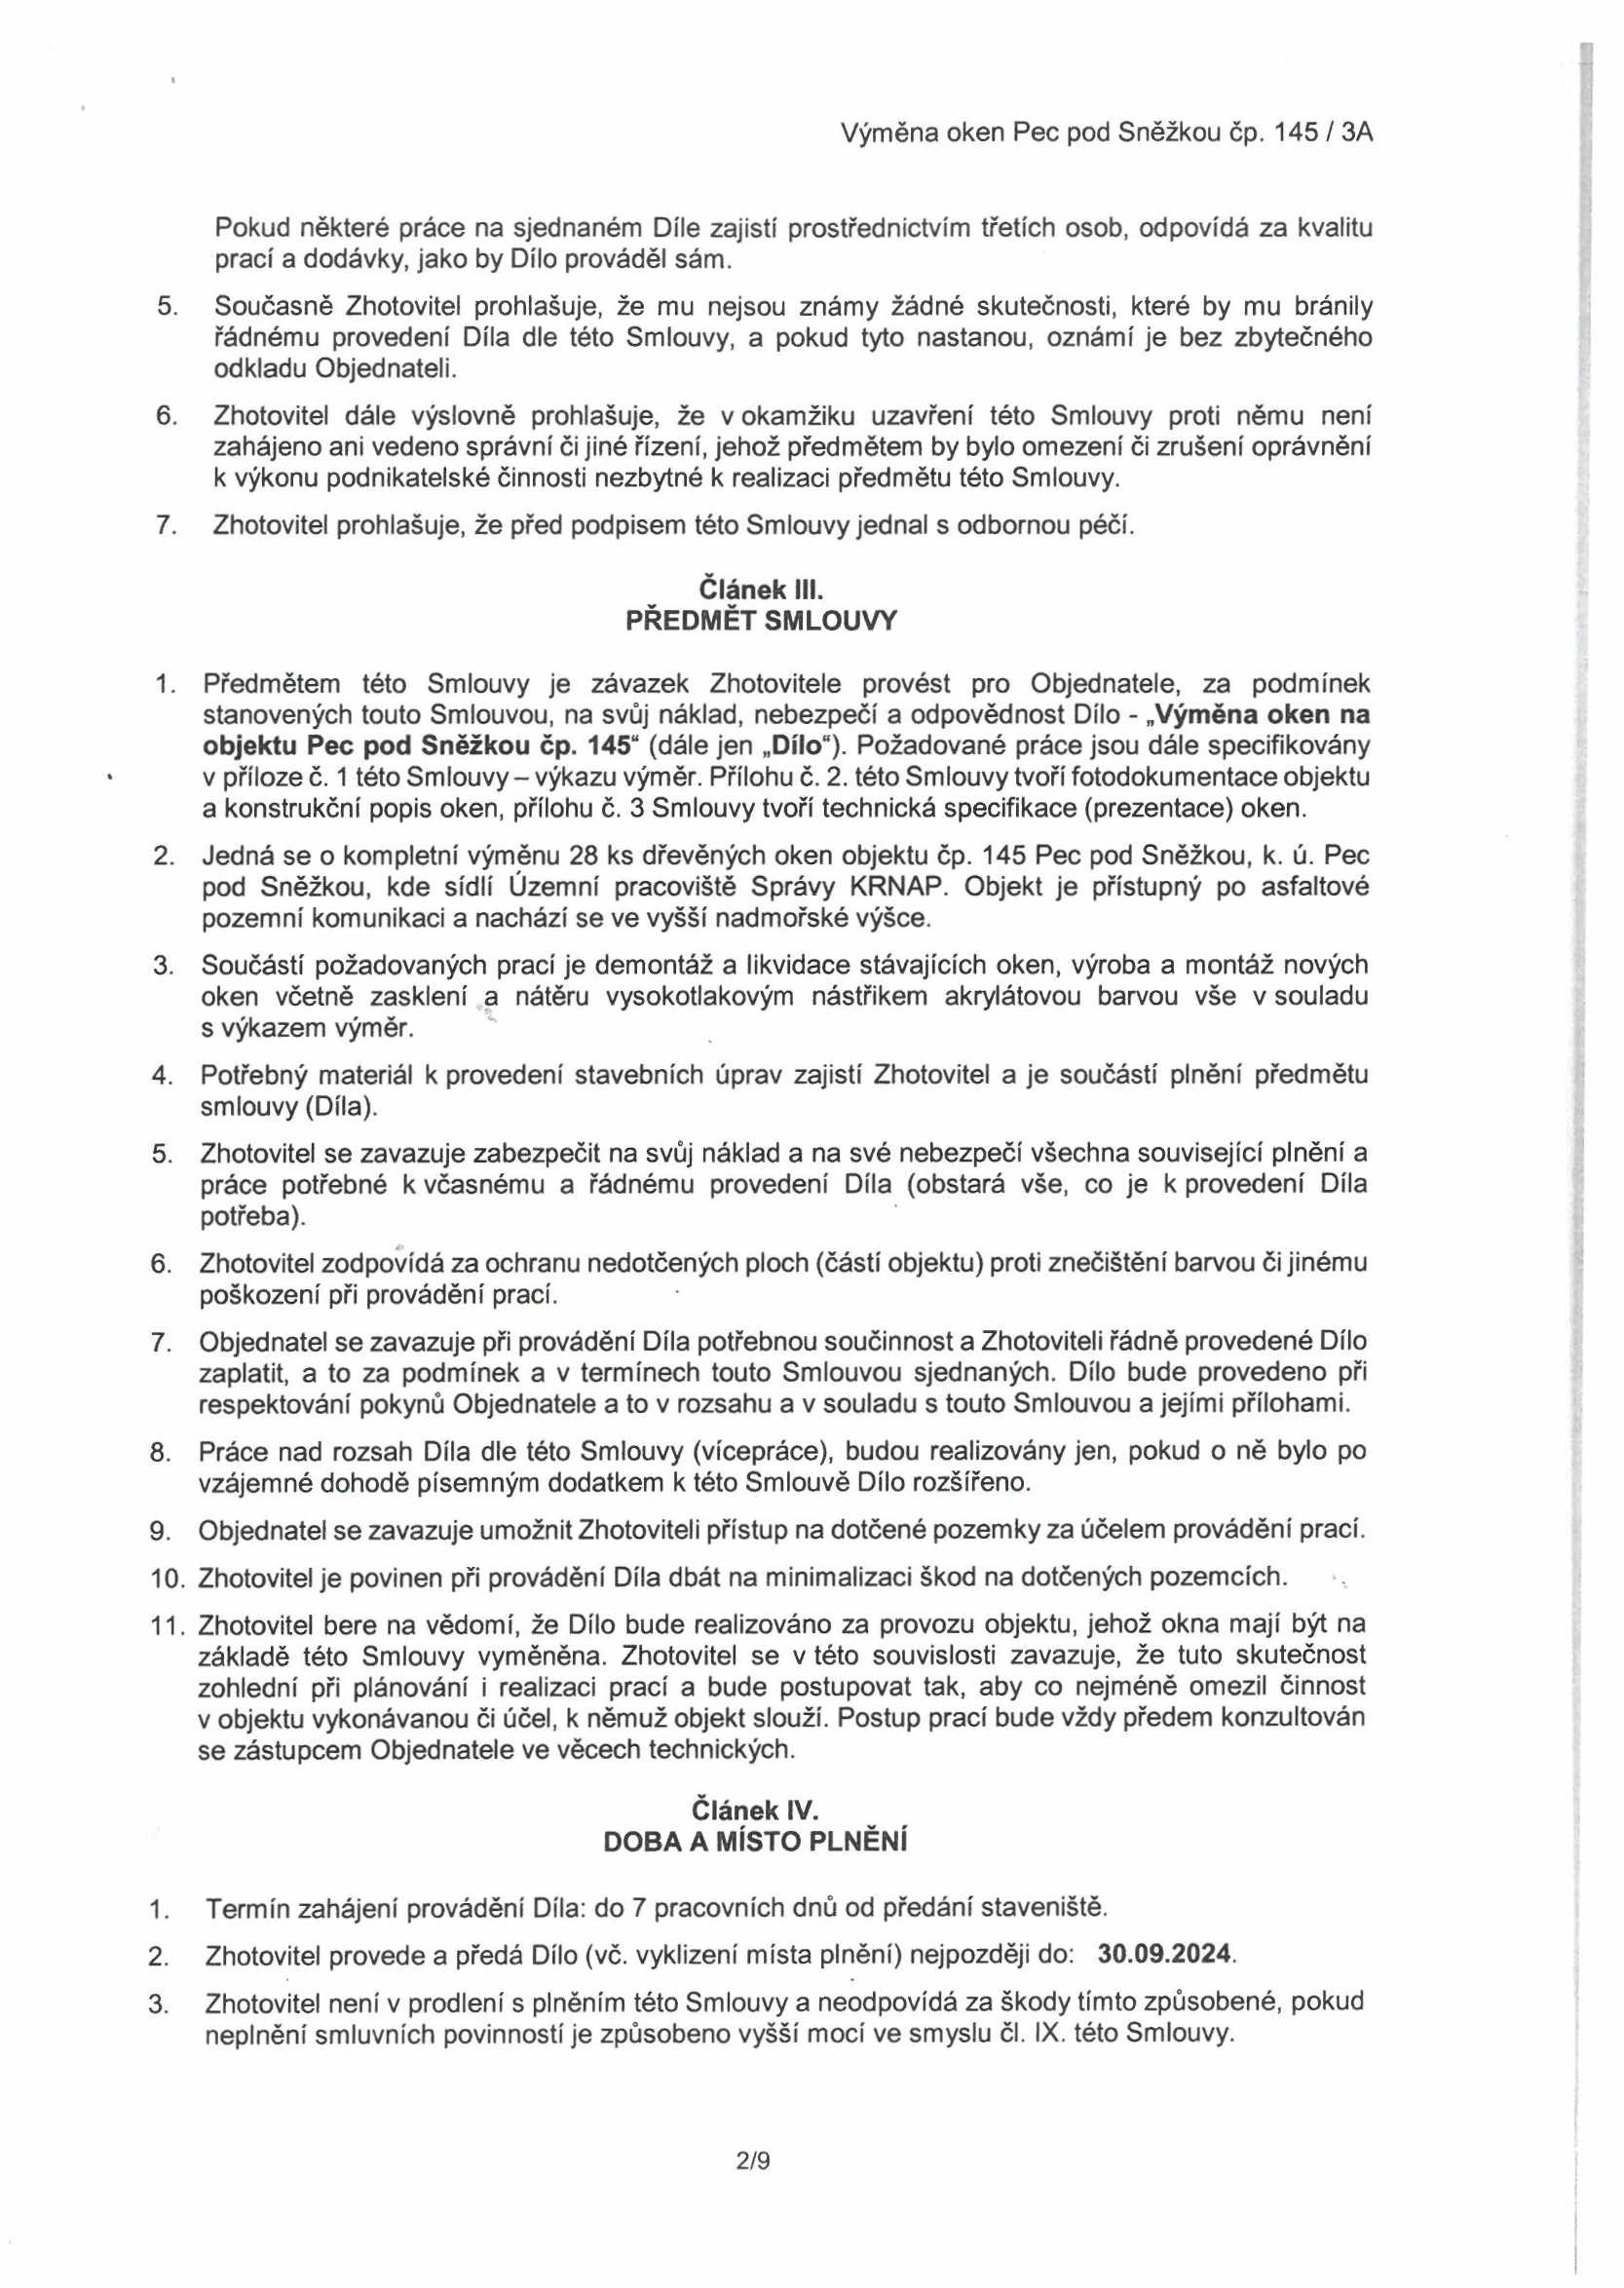 Výměna oken Pec pod Sněžkou čp. 145 / 3A
Pokud některé práce na sjednaném Díle zajistí prostřednictvím třetích osob, odpovídá za kvalitu
prací a dodávky, jako by Dílo prováděl sám.
5. Současně Zhotovitel prohlašuje, že mu nejsou známy žádné skutečnosti, které by mu bránily
řádnému provedení Díla dle této Smlouvy, a pokud tyto nastanou, oznámí je bez zbytečného
odkladu Objednateli.
6. Zhotovitel dále výslovně prohlašuje, že v okamžiku uzavření této Smlouvy proti němu není
zahájeno ani vedeno správní či jiné řízení, jehož předmětem by bylo omezení či zrušení oprávnění
k výkonu podnikatelské činnosti nezbytné k realizaci předmětu této Smlouvy.
7. Zhotovitel prohlašuje, že před podpisem této Smlouvy jednal s odbornou péčí.
Článek III.
PŘEDMĚT SMLOUVY
1. Předmětem této Smlouvy je závazek Zhotovitele provést pro Objednatele, za podmínek
stanovených touto Smlouvou, na svůj náklad, nebezpečí a odpovědnost Dílo - „Výměna oken na
objektu Pec pod Sněžkou čp. 145“ (dále jen „Dílo“). Požadované práce jsou dále specifikovány
v příloze č. 1 této Smlouvy – výkazu výměr. Přílohu č. 2. této Smlouvy tvoří fotodokumentace objektu
a konstrukční popis oken, přílohu č. 3 Smlouvy tvoří technická specifikace (prezentace) oken.
2. Jedná se o kompletní výměnu 28 ks dřevěných oken objektu čp. 145 Pec pod Sněžkou, k. ú. Pec
pod Sněžkou, kde sídlí Územní pracoviště Správy KRNAP. Objekt je přístupný po asfaltové
pozemní komunikaci a nachází se ve vyšší nadmořské výšce.
3. Součástí požadovaných prací je demontáž a likvidace stávajících oken, výroba a montáž nových
oken včetně zasklení a nátěru vysokotlakovým nástřikem akrylátovou barvou vše v souladu
s výkazem výměr.
4. Potřebný materiál k provedení stavebních úprav zajistí Zhotovitel a je součástí plnění předmětu
smlouvy (Díla).
5. Zhotovitel se zavazuje zabezpečit na svůj náklad a na své nebezpečí všechna související plnění a
práce potřebné k včasnému a řádnému provedení Díla (obstará vše, co je k provedení Díla
potřeba).
6. Zhotovitel zodpovídá za ochranu nedotčených ploch (částí objektu) proti znečištění barvou či jinému
poškození při provádění prací.
7. Objednatel se zavazuje při provádění Díla potřebnou součinnost a Zhotoviteli řádně provedené Dílo
zaplatit, a to za podmínek a v termínech touto Smlouvou sjednaných. Dílo bude provedeno při
respektování pokynů Objednatele a to v rozsahu a v souladu s touto Smlouvou a jejími přílohami.
8. Práce nad rozsah Díla dle této Smlouvy (vícepráce), budou realizovány jen, pokud o ně bylo po
vzájemné dohodě písemným dodatkem k této Smlouvě Dílo rozšířeno.
9. Objednatel se zavazuje umožnit Zhotoviteli přístup na dotčené pozemky za účelem provádění prací.
10. Zhotovitel je povinen při provádění Díla dbát na minimalizaci škod na dotčených pozemcích.
11. Zhotovitel bere na vědomí, že Dílo bude realizováno za provozu objektu, jehož okna mají být na
základě této Smlouvy vyměněna. Zhotovitel se v této souvislosti zavazuje, že tuto skutečnost
zohlední při plánování i realizaci prací a bude postupovat tak, aby co nejméně omezil činnost
v objektu vykonávanou či účel, k němuž objekt slouží. Postup prací bude vždy předem konzultován
se zástupcem Objednatele ve věcech technických.
Článek IV.
DOBA A MÍSTO PLNĚNÍ
1. Termín zahájení provádění Díla: do 7 pracovních dnů od předání staveniště.
2. Zhotovitel provede a předá Dílo (vč. vyklizení místa plnění) nejpozději do: 30.09.2024.
3. Zhotovitel není v prodlení s plněním této Smlouvy a neodpovídá za škody tímto způsobené, pokud
neplnění smluvních povinností je způsobeno vyšší mocí ve smyslu čl. IX. této Smlouvy.
2/9